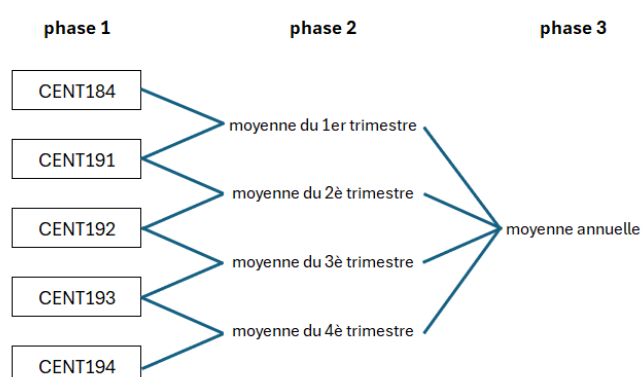 phase 1
phase 2
phase 3
CENT184
moyenne du 1er trimestre
CENT191
moyenne du 2è trimestre
CENT192
moyenne annuelle
moyenne du 3è trimestre
CENT193
moyenne du 4è trimestre
CENT194